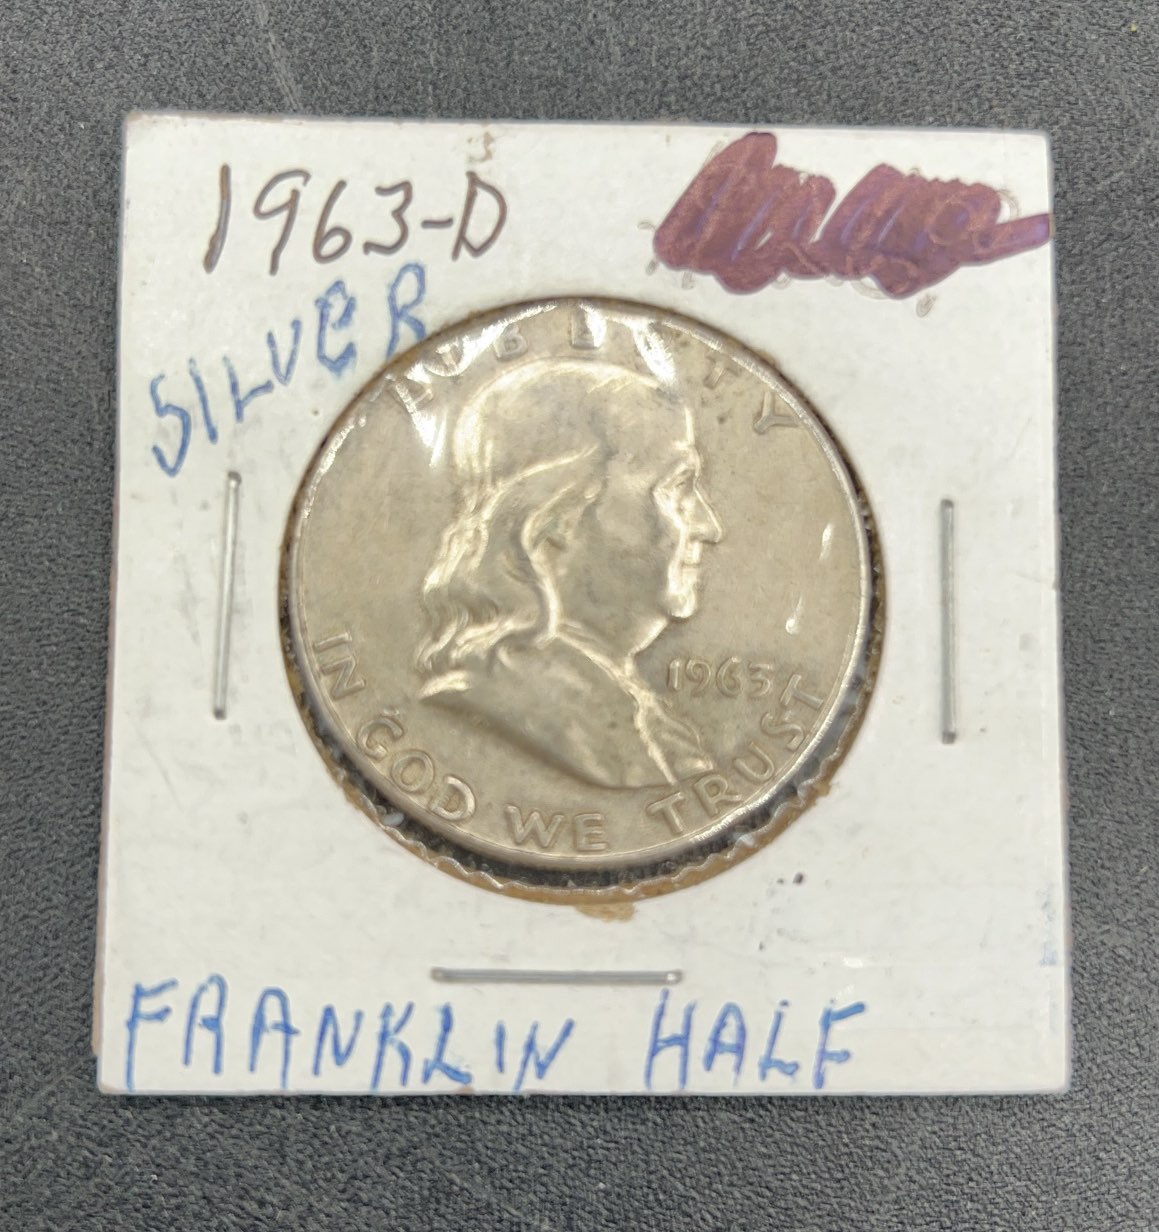 1963-D
SILVER
LIBERTY
1963
IN GOD WE TRUST
FRANKLIN HALF